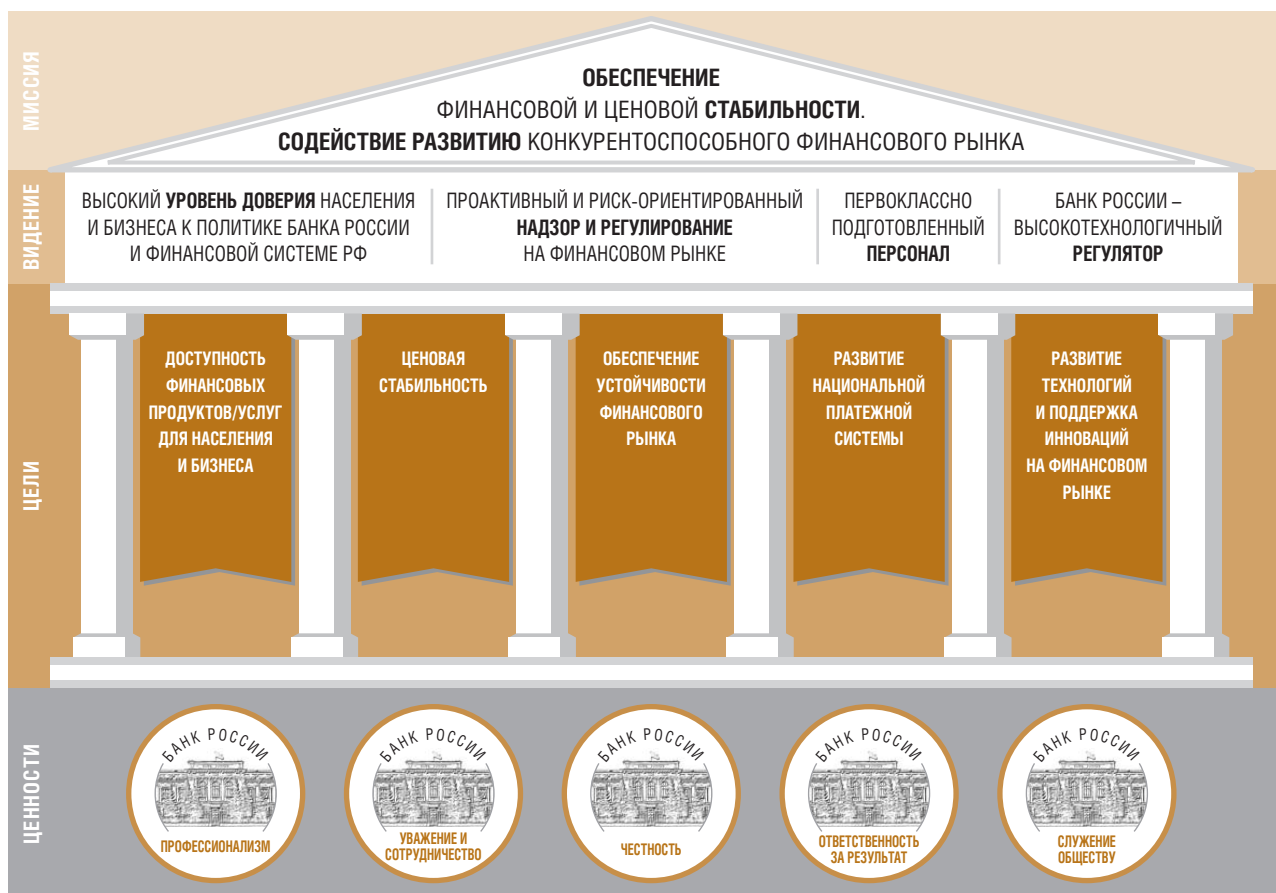 МИССИЯ
ОБЕСПЕЧЕНИЕ
ФИНАНСОВОЙ И ЦЕНОВОЙ СТАБИЛЬНОСТИ.
СОДЕЙСТВИЕ РАЗВИТИЮ КОНКУРЕНТОСПОСОБНОГО ФИНАНСОВОГО РЫНКА
ВИДЕНИЕ
ВЫСОКИЙ УРОВЕНЬ ДОВЕРИЯ НАСЕЛЕНИЯ
И БИЗНЕСА К ПОЛИТИКЕ БАНКА РОССИИ
И ФИНАНСОВОЙ СИСТЕМЕ РФ
ПРОАКТИВНЫЙ И РИСК-ОРИЕНТИРОВАННЫЙ
НАДЗОР И РЕГУЛИРОВАНИЕ
НА ФИНАНСОВОМ РЫНКЕ
ПЕРВОКЛАССНО
ПОДГОТОВЛЕННЫЙ
ПЕРСОНАЛ
БАНК РОССИИ –
ВЫСОКОТЕХНОЛОГИЧНЫЙ
РЕГУЛЯТОР
ЦЕЛИ
ДОСТУПНОСТЬ
ФИНАНСОВЫХ
ПРОДУКТОВ/УСЛУГ
ДЛЯ НАСЕЛЕНИЯ
И БИЗНЕСА
ЦЕНОВАЯ
СТАБИЛЬНОСТЬ
ОБЕСПЕЧЕНИЕ
УСТОЙЧИВОСТИ
ФИНАНСОВОГО
РЫНКА
РАЗВИТИЕ
НАЦИОНАЛЬНОЙ
ПЛАТЕЖНОЙ
СИСТЕМЫ
РАЗВИТИЕ
ТЕХНОЛОГИЙ
И ПОДДЕРЖКА
ИННОВАЦИЙ
НА ФИНАНСОВОМ
РЫНКЕ
ЦЕННОСТИ
БАНК РОССИИ
ПРОФЕССИОНАЛИЗМ
БАНК РОССИИ
УВАЖЕНИЕ И
СОТРУДНИЧЕСТВО
БАНК РОССИИ
ЧЕСТНОСТЬ
БАНК РОССИИ
ОТВЕТСТВЕННОСТЬ
ЗА РЕЗУЛЬТАТ
БАНК РОССИИ
СЛУЖЕНИЕ
ОБЩЕСТВУ